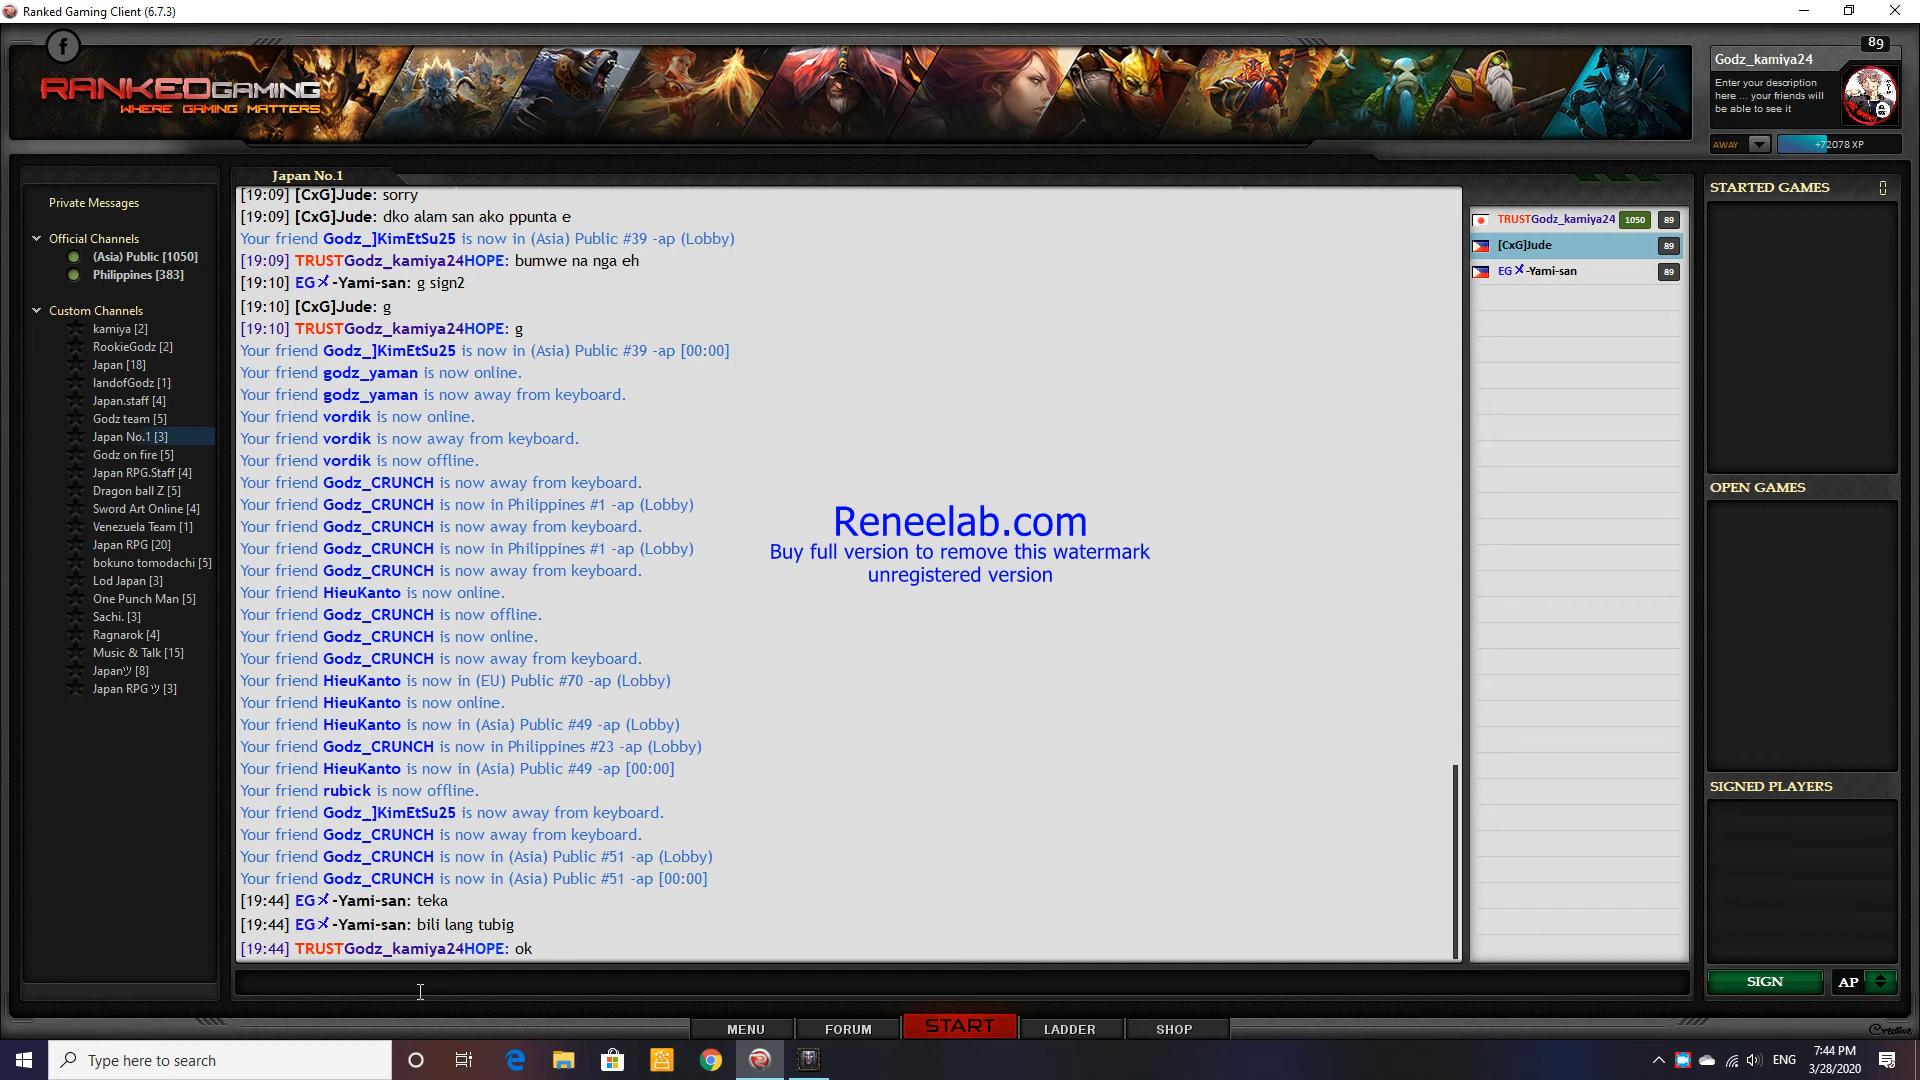 Ranked Gaming Client (6.7.3)
RANKEDGAMING
WHERE GAMING MATTERS
89
Godz_kamiya24
Enter your description
here ... your friends will
be able to see it
AWAY
+72078 XP
Private Messages
Official Channels
(Asia) Public [1050]
Philippines [383]
Custom Channels
kamiya [2]
RookieGodz [2]
Japan [18]
landofGodz [1]
Japan.staff [4]
Godz team [5]
Japan No.1 [3]
Godz on fire [5]
Japan RPG.Staff [4]
Dragon ball Z [5]
Sword Art Online [4]
Venezuela Team [1]
Japan RPG [20]
bokuno tomodachi [5]
Lod Japan [3]
One Punch Man [5]
Sachi. [3]
Ragnarok [4]
Music & Talk [15]
Japanツ [8]
Japan RPG ツ [3]
Japan No.1
[19:09] [CxG]Jude: sorry
[19:09] [CxG]Jude: dko alam san ako ppunta e
Your friend Godz_]KimEtSu25 is now in (Asia) Public #39 -ap (Lobby)
[19:09] TRUSTGodz_kamiya24HOPE: bumwe na nga eh
[19:10] EGメ-Yami-san: g sign2
[19:10] [CxG]Jude: g
[19:10] TRUSTGodz_kamiya24HOPE: g
Your friend Godz_]KimEtSu25 is now in (Asia) Public #39 -ap [00:00]
Your friend godz_yaman is now online.
Your friend godz_yaman is now away from keyboard.
Your friend vordik is now online.
Your friend vordik is now away from keyboard.
Your friend vordik is now offline.
Your friend Godz_CRUNCH is now away from keyboard.
Your friend Godz_CRUNCH is now in Philippines #1 -ap (Lobby)
Your friend Godz_CRUNCH is now away from keyboard.
Your friend Godz_CRUNCH is now in Philippines #1 -ap (Lobby)
Your friend Godz_CRUNCH is now away from keyboard.
Your friend HieuKanto is now online.
Your friend Godz_CRUNCH is now offline.
Your friend Godz_CRUNCH is now online.
Your friend Godz_CRUNCH is now away from keyboard.
Your friend HieuKanto is now in (EU) Public #70 -ap (Lobby)
Your friend HieuKanto is now online.
Your friend HieuKanto is now in (Asia) Public #49 -ap (Lobby)
Your friend Godz_CRUNCH is now in Philippines #23 -ap (Lobby)
Your friend HieuKanto is now in (Asia) Public #49 -ap [00:00]
Your friend rubick is now offline.
Your friend Godz_]KimEtSu25 is now away from keyboard.
Your friend Godz_CRUNCH is now away from keyboard.
Your friend Godz_CRUNCH is now in (Asia) Public #51 -ap (Lobby)
Your friend Godz_CRUNCH is now in (Asia) Public #51 -ap [00:00]
[19:44] EGメ-Yami-san: teka
[19:44] EGメ-Yami-san: bili lang tubig
[19:44] TRUSTGodz_kamiya24HOPE: ok
Reneelab.com
Buy full version to remove this watermark
unregistered version
TRUSTGodz_kamiya24 1050 89
[CxG]Jude 89
EGメ-Yami-san 89
STARTED GAMES
OPEN GAMES
SIGNED PLAYERS
SIGN
AP
MENU
FORUM
START
LADDER
SHOP
Creative
Type here to search
ENG
7:44 PM
3/28/2020